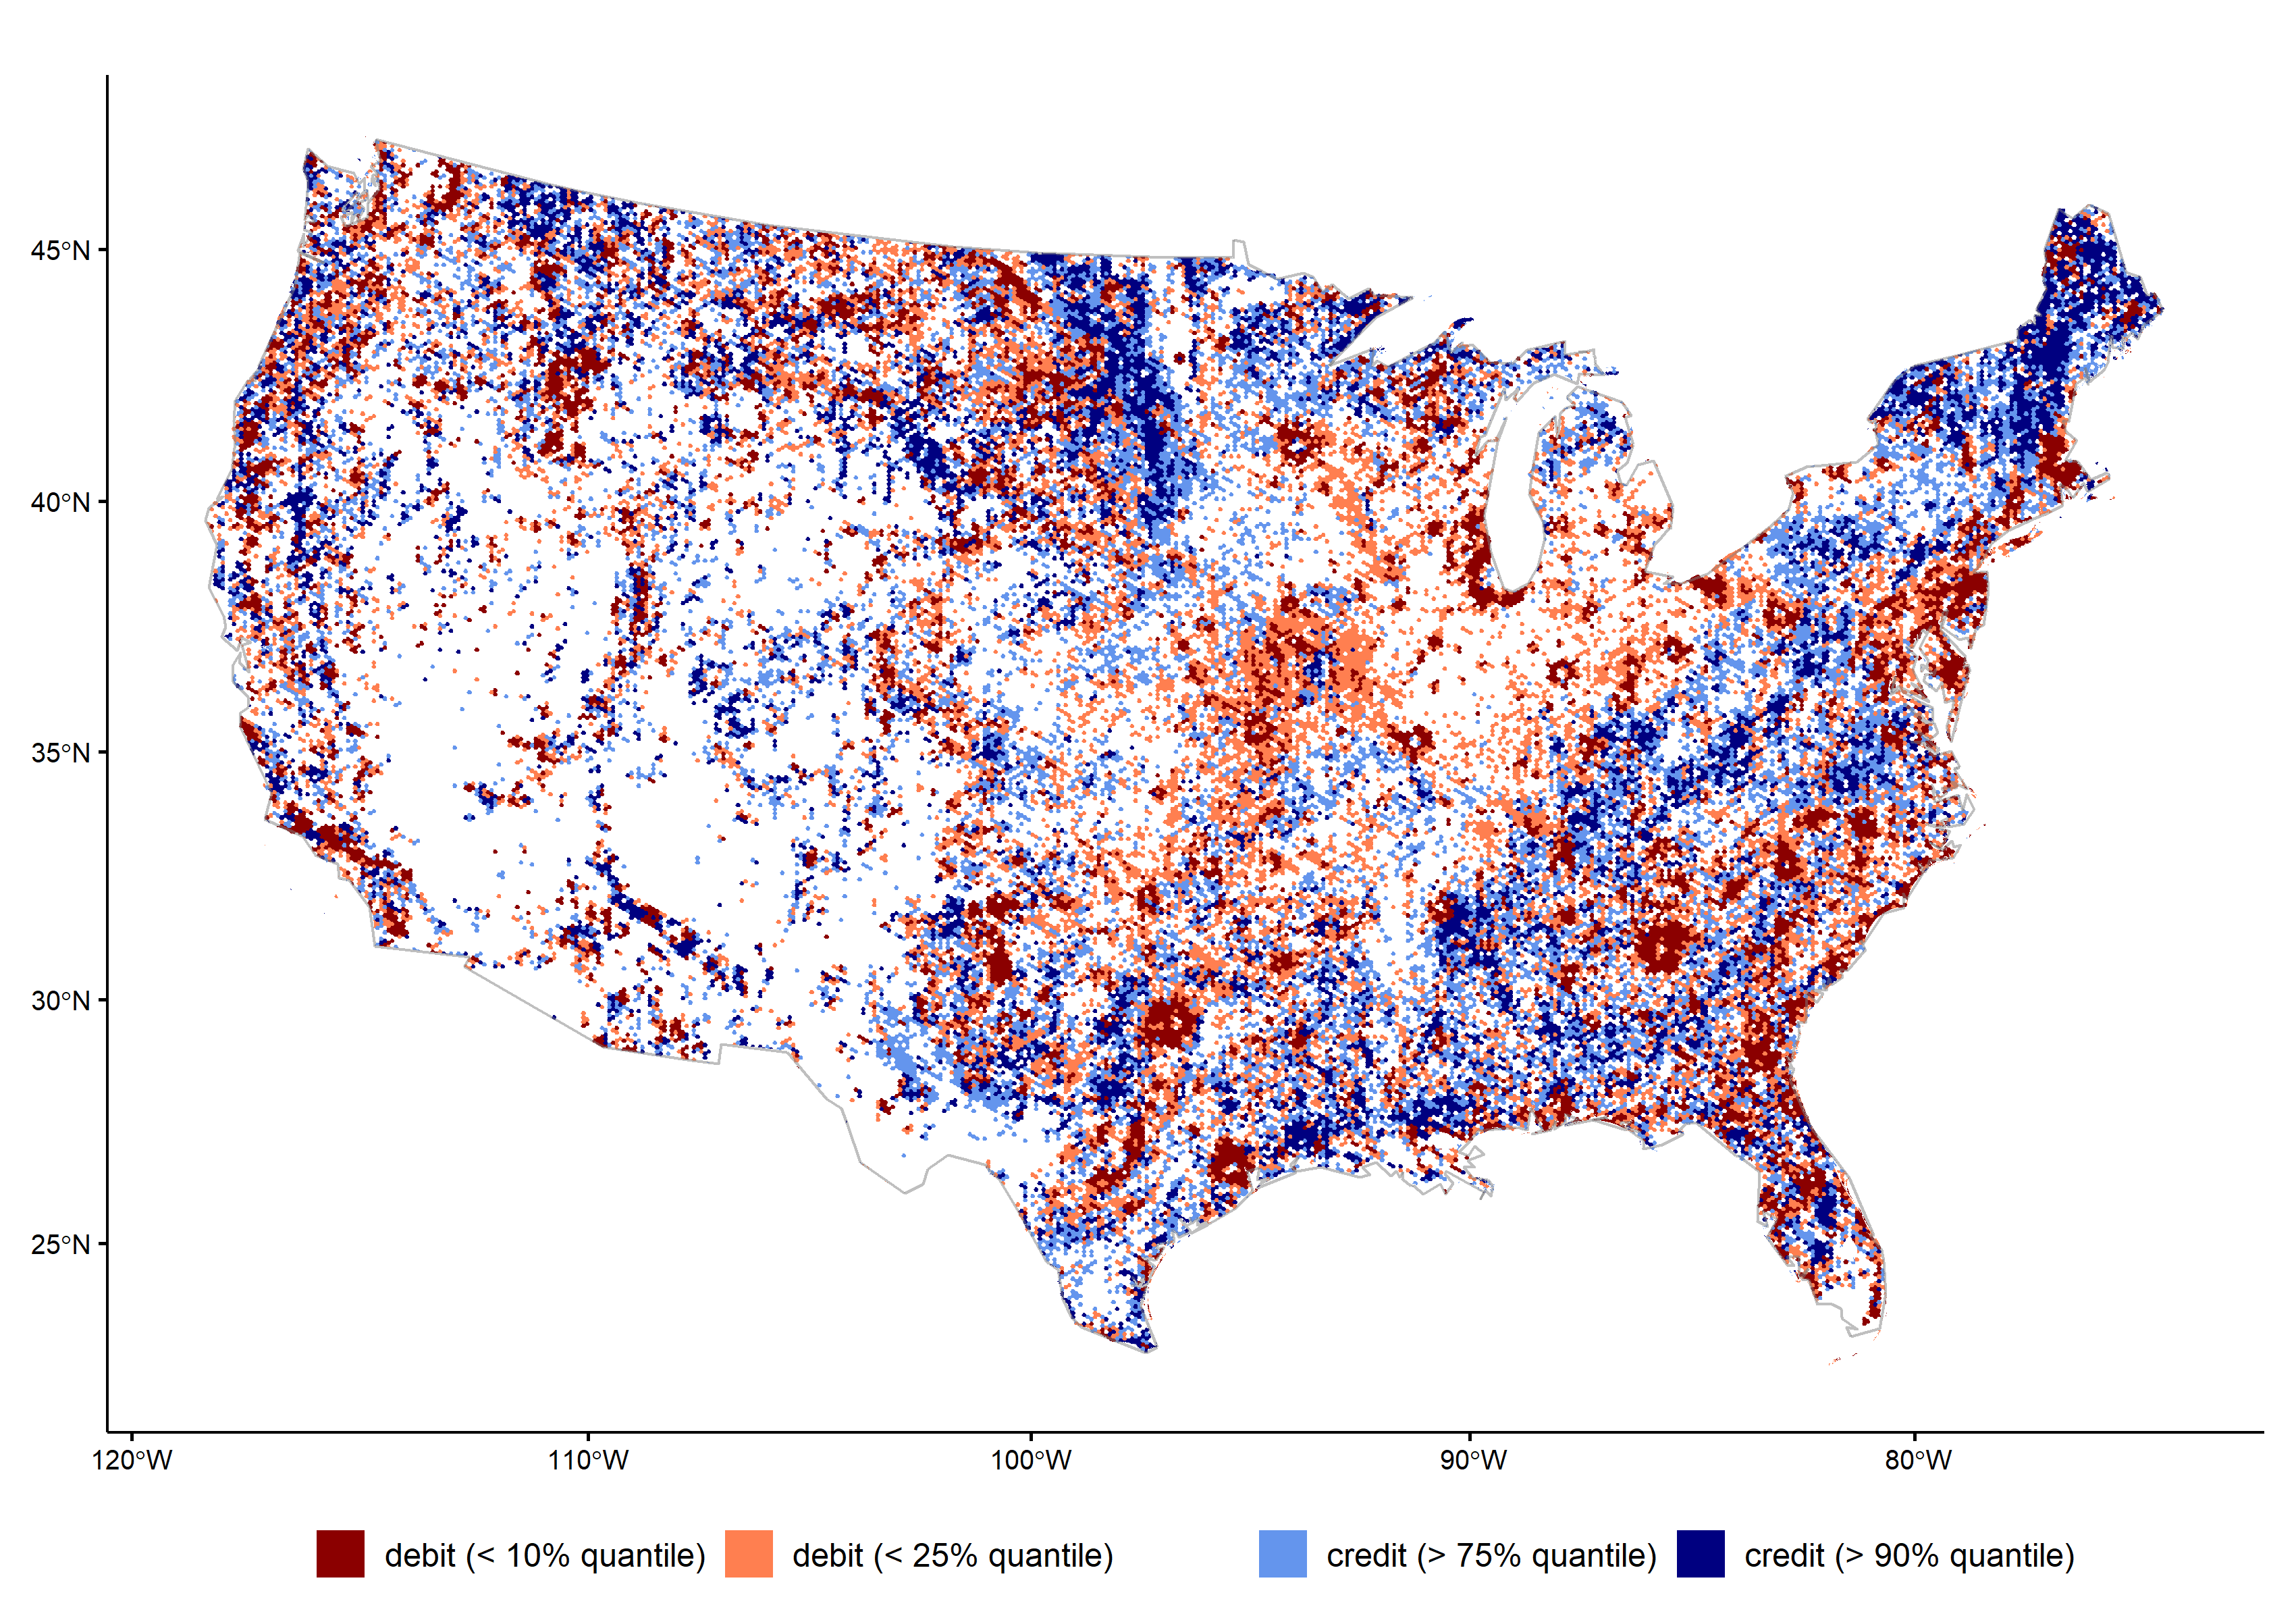 45°N
40°N
35°N
30°N
25°N
120°W 110°W 100°W 90°W 80°W
debit (< 10% quantile) debit (< 25% quantile) credit (> 75% quantile) credit (> 90% quantile)